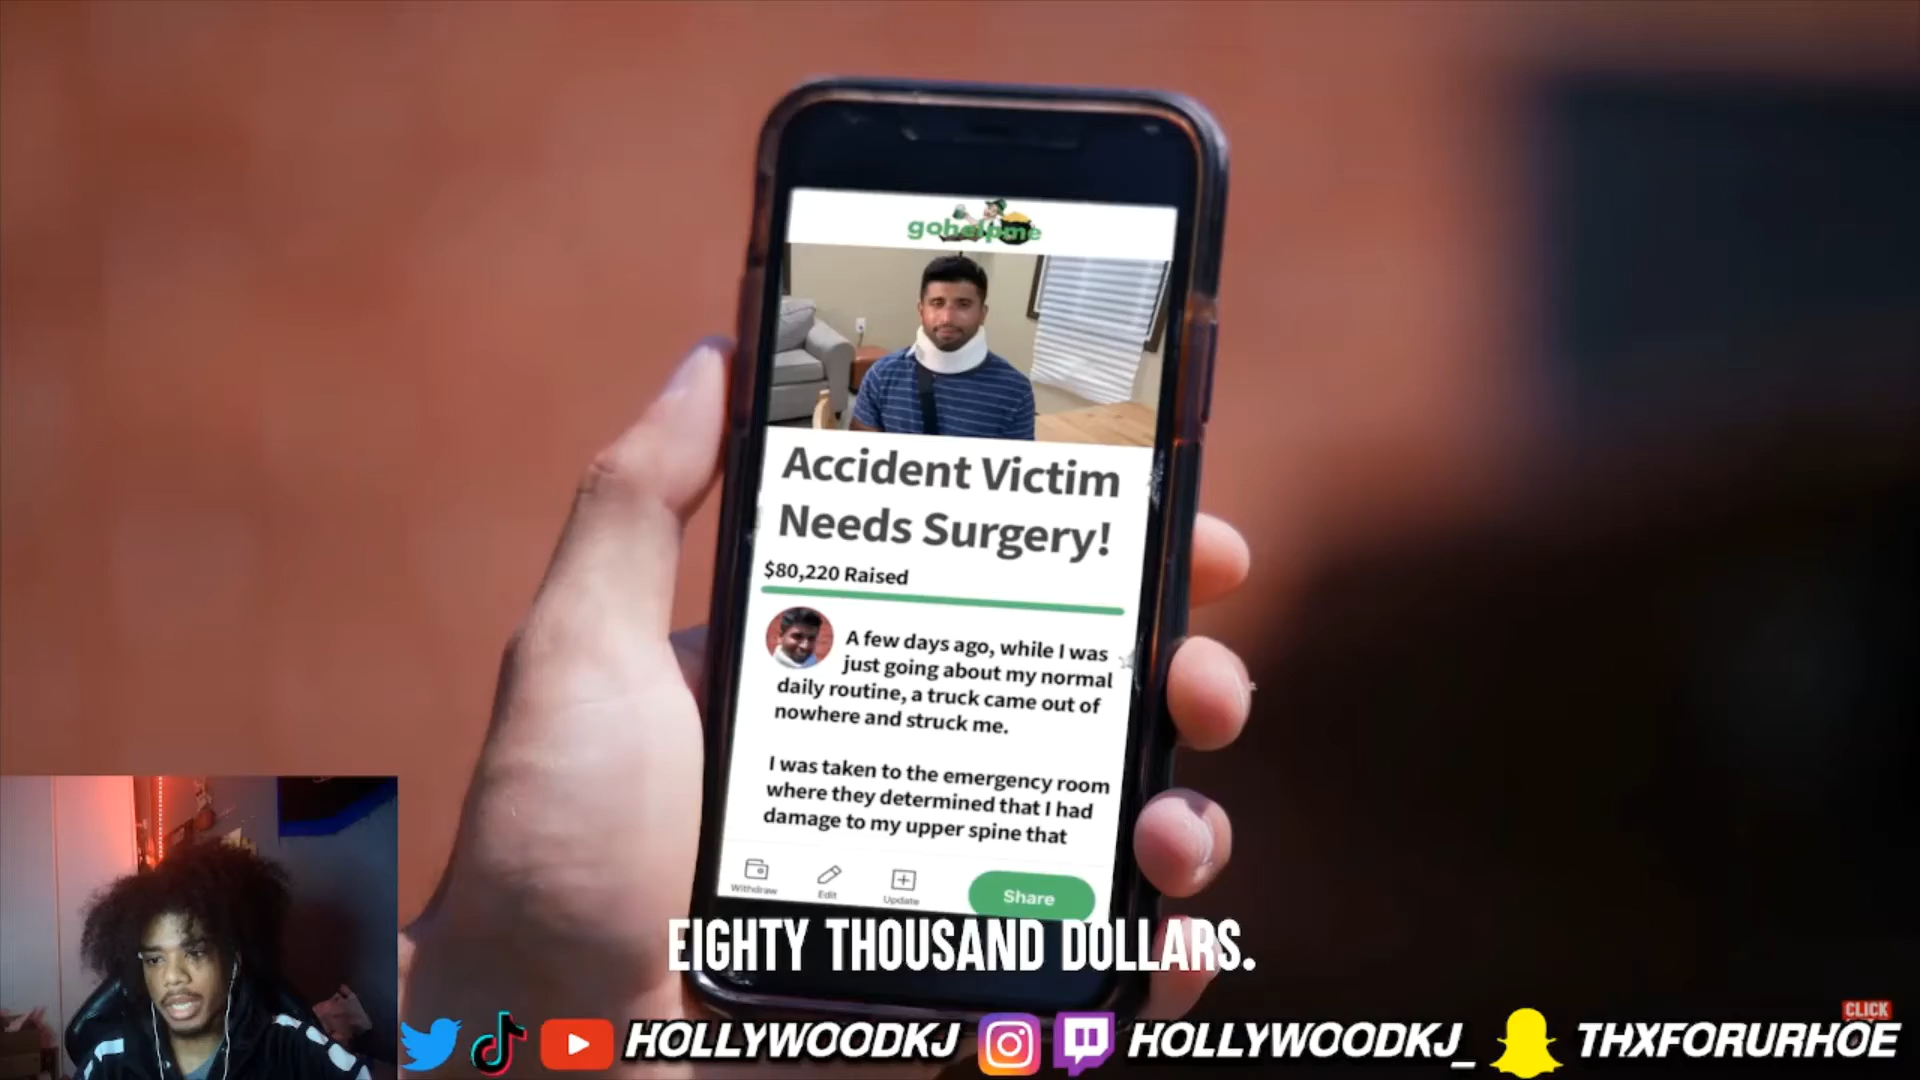 gohelpme
Accident Victim
Needs Surgery!
$80,220 Raised
A few days ago, while I was
just going about my normal
daily routine, a truck came out of
nowhere and struck me.
I was taken to the emergency room
where they determined that I had
damage to my upper spine that
Withdraw
Edit
Update
Share
EIGHTY THOUSAND DOLLARS.
CLICK
HOLLYWOODKJ
HOLLYWOODKJ_
THXFORURHOE